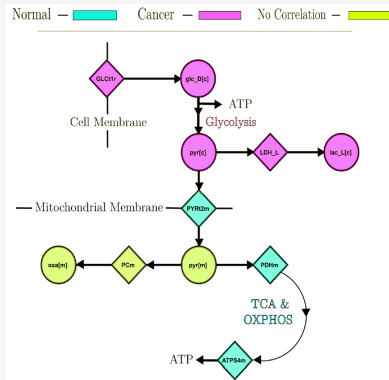 Normal — Cancer — No Correlation —
GLCt1r glc_D[c]
ATP
Cell Membrane Glycolysis
pyr[c] LDH_L lac_L[c]
Mitochondrial Membrane PYRt2m
oaa[m] PCm pyr[m] PDHm
TCA &
OXPHOS
ATP ATPS4m